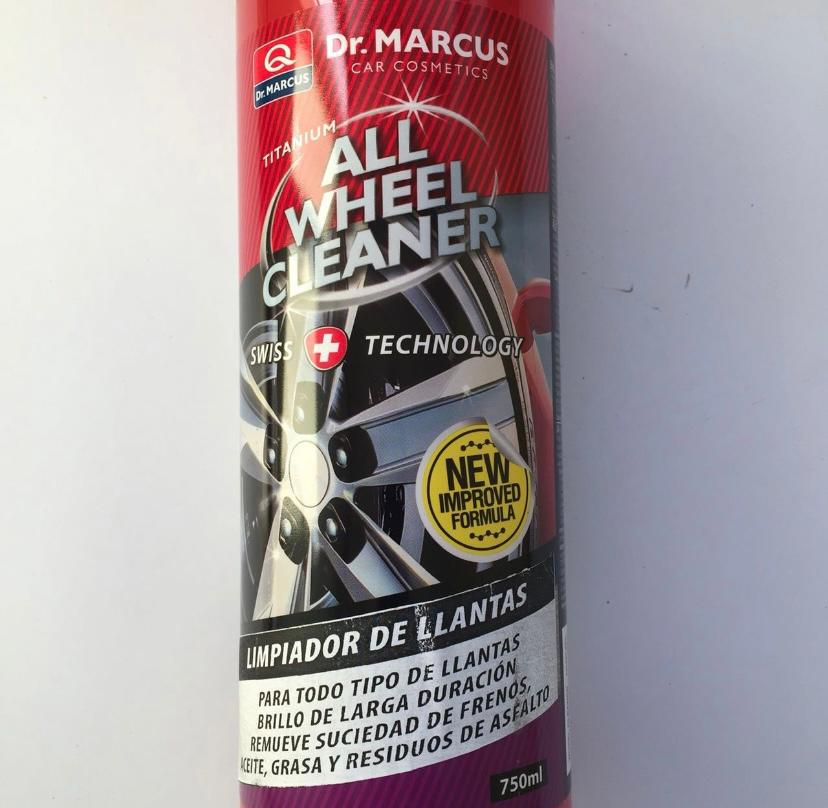 Dr. MARCUS
CAR COSMETICS
Dr. MARCUS
TITANIUM
ALL
WHEEL
CLEANER
SWISS TECHNOLOGY
NEW
IMPROVED
FORMULA
LIMPIADOR DE LLANTAS
PARA TODO TIPO DE LLANTAS
BRILLO DE LARGA DURACIÓN
REMUEVE SUCIEDAD DE FRENOS,
ACEITE, GRASA Y RESIDUOS DE ASFALTO
750ml